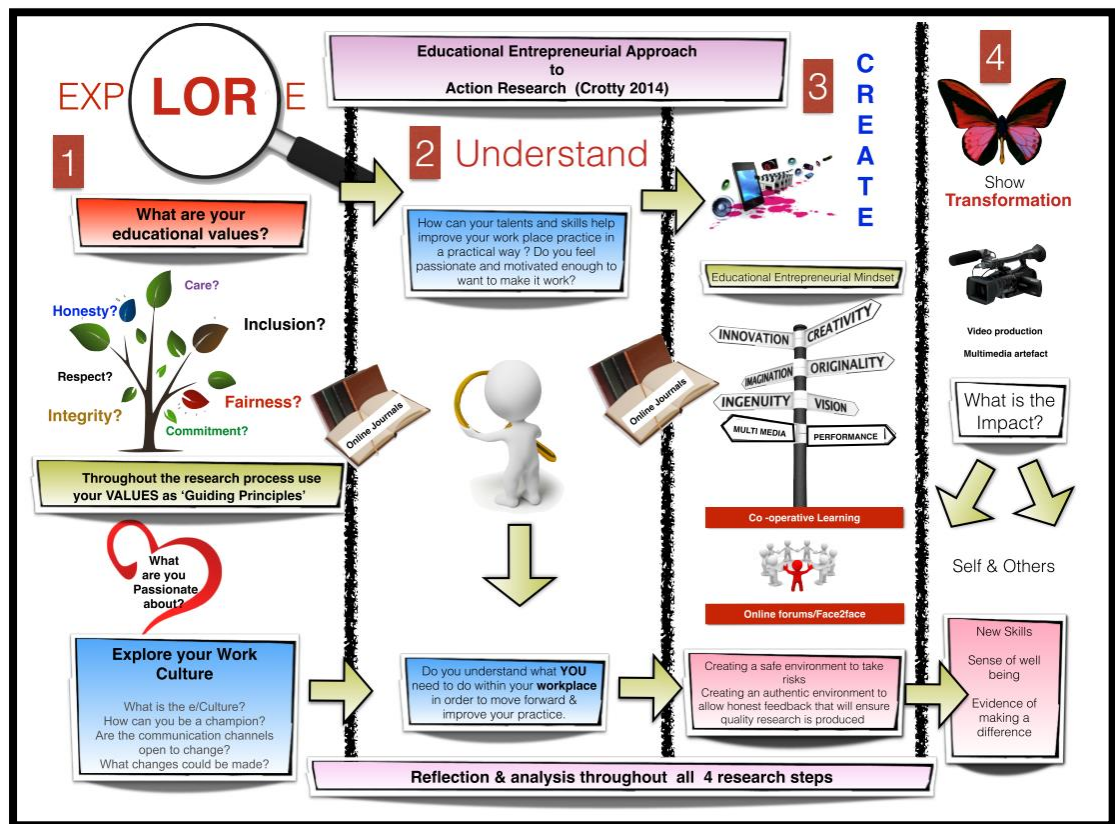 Educational Entrepreneurial Approach
to
Action Research (Crotty 2014)
EXPLORE
1
What are your
educational values?
Care?
Honesty?
Inclusion?
Respect?
Fairness?
Integrity?
Commitment?
Throughout the research process use
your VALUES as ‘Guiding Principles’
What
are you
Passionate
about?
Explore your Work
Culture
What is the e/Culture?
How can you be a champion?
Are the communication channels
open to change?
What changes could be made?
2 Understand
How can your talents and skills help
improve your work place practice in
a practical way ? Do you feel
passionate and motivated enough to
want to make it work?
Online Journals
Online Journals
Do you understand what YOU
need to do within your workplace
in order to move forward &
improve your practice.
3
CREATE
Educational Entrepreneurial Mindset
INNOVATION
CREATIVITY
IMAGINATION
ORIGINALITY
INGENUITY
VISION
MULTI MEDIA
PERFORMANCE
Co -operative Learning
Online forums/Face2face
Creating a safe environment to take
risks
Creating an authentic environment to
allow honest feedback that will ensure
quality research is produced
4
Show
Transformation
Video production
Multimedia artefact
What is the
Impact?
Self & Others
New Skills
Sense of well
being
Evidence of
making a
difference
Reflection & analysis throughout all 4 research steps